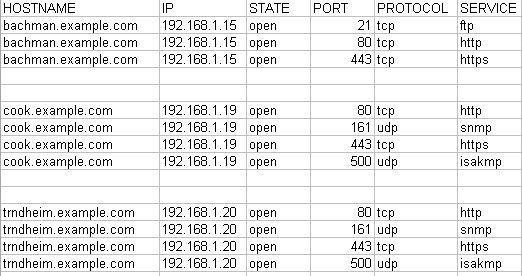 HOSTNAME IP STATE PORT PROTOCOL SERVICE
bachman.example.com 192.168.1.15 open 21 tcp ftp
bachman.example.com 192.168.1.15 open 80 tcp http
bachman.example.com 192.168.1.15 open 443 tcp https
cook.example.com 192.168.1.19 open 80 tcp http
cook.example.com 192.168.1.19 open 161 udp snmp
cook.example.com 192.168.1.19 open 443 tcp https
cook.example.com 192.168.1.19 open 500 udp isakmp
trndheim.example.com 192.168.1.20 open 80 tcp http
trndheim.example.com 192.168.1.20 open 161 udp snmp
trndheim.example.com 192.168.1.20 open 443 tcp https
trndheim.example.com 192.168.1.20 open 500 udp isakmp